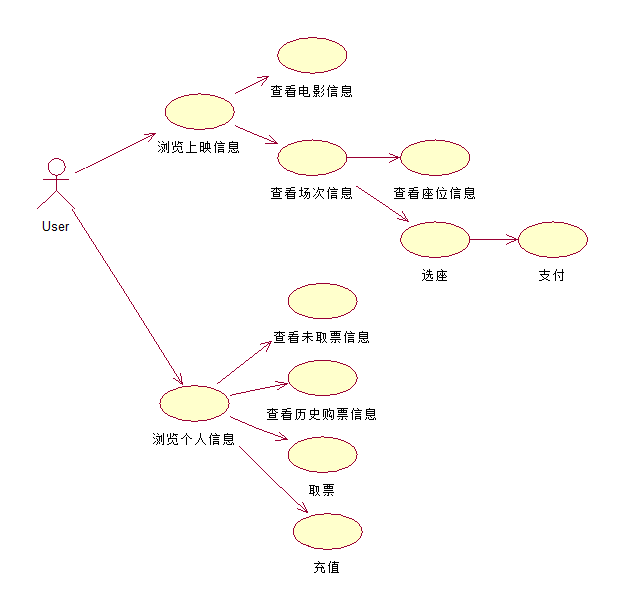 查看电影信息
浏览上映信息
查看场次信息
查看座位信息
User
选座
支付
查看未取票信息
查看历史购票信息
浏览个人信息
取票
充值